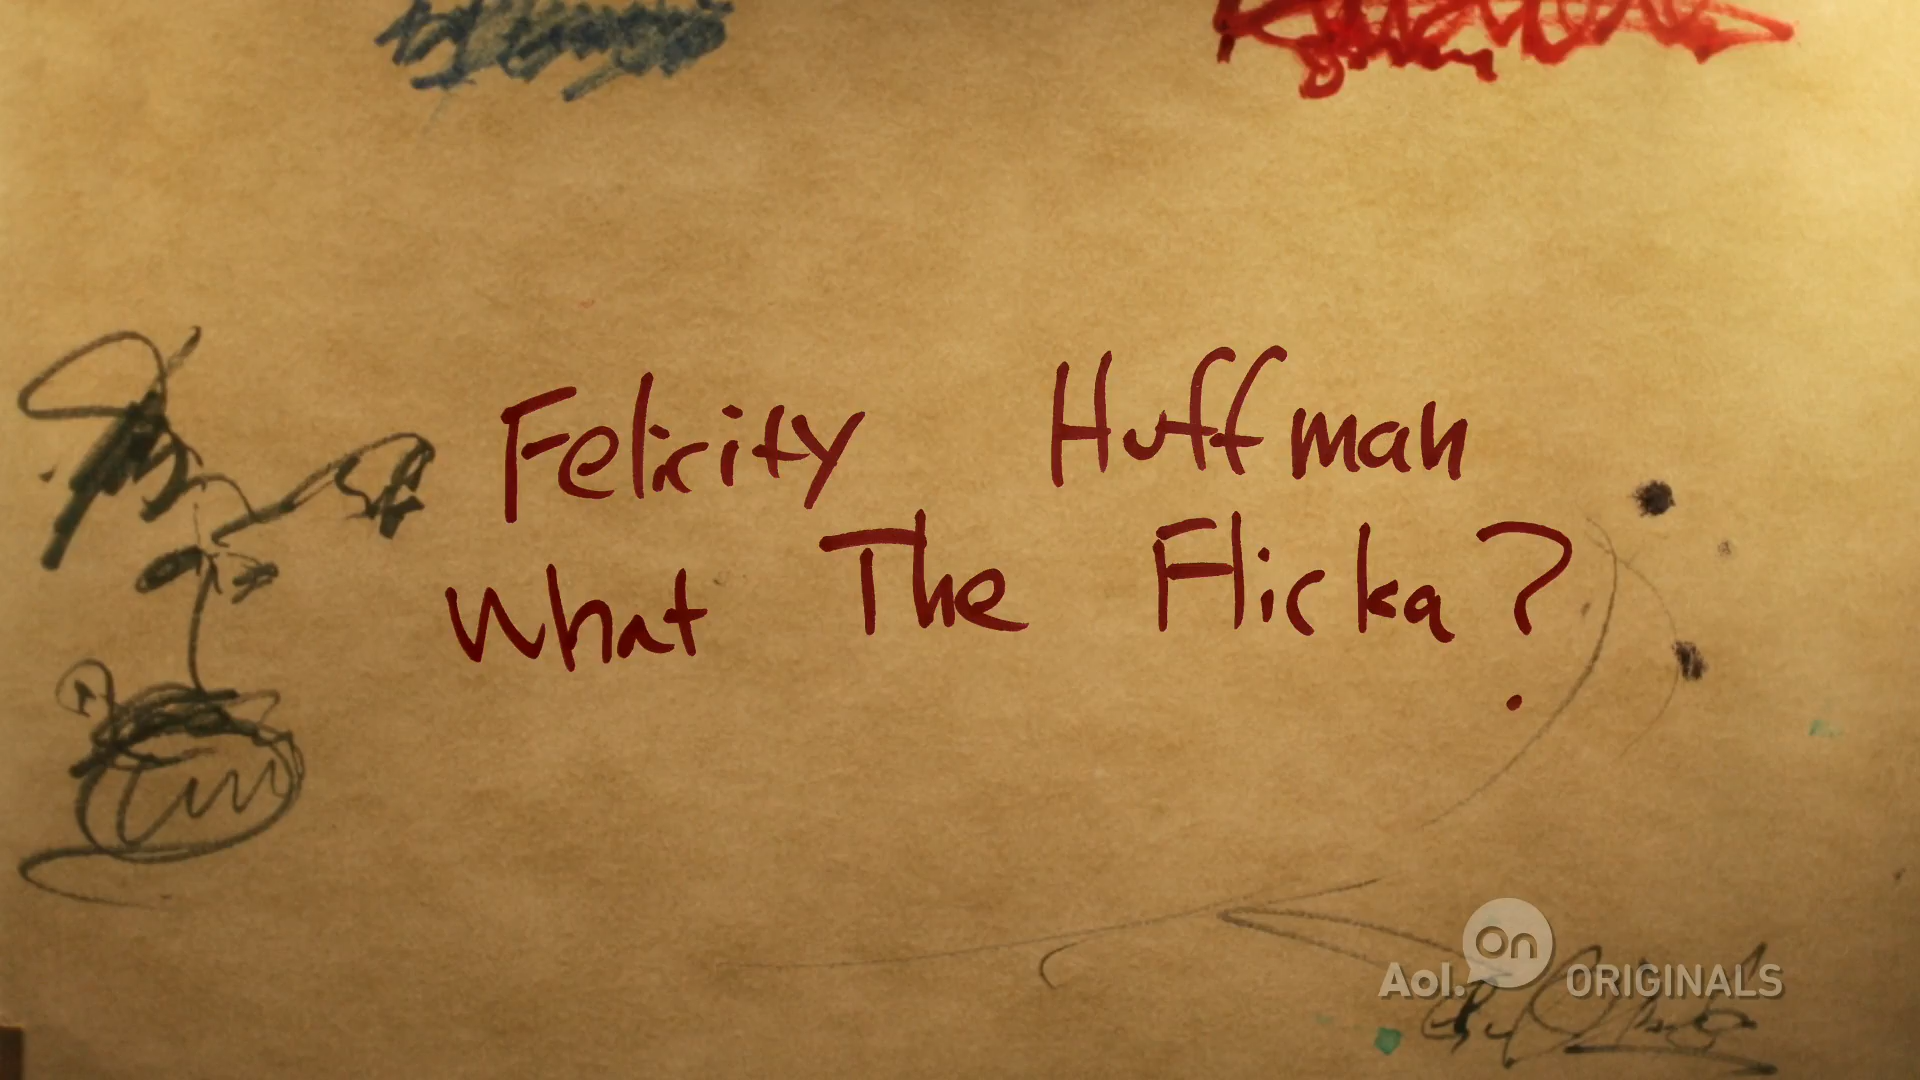 Felicity Huffman
What The Flicka?
Aol. On ORIGINALS